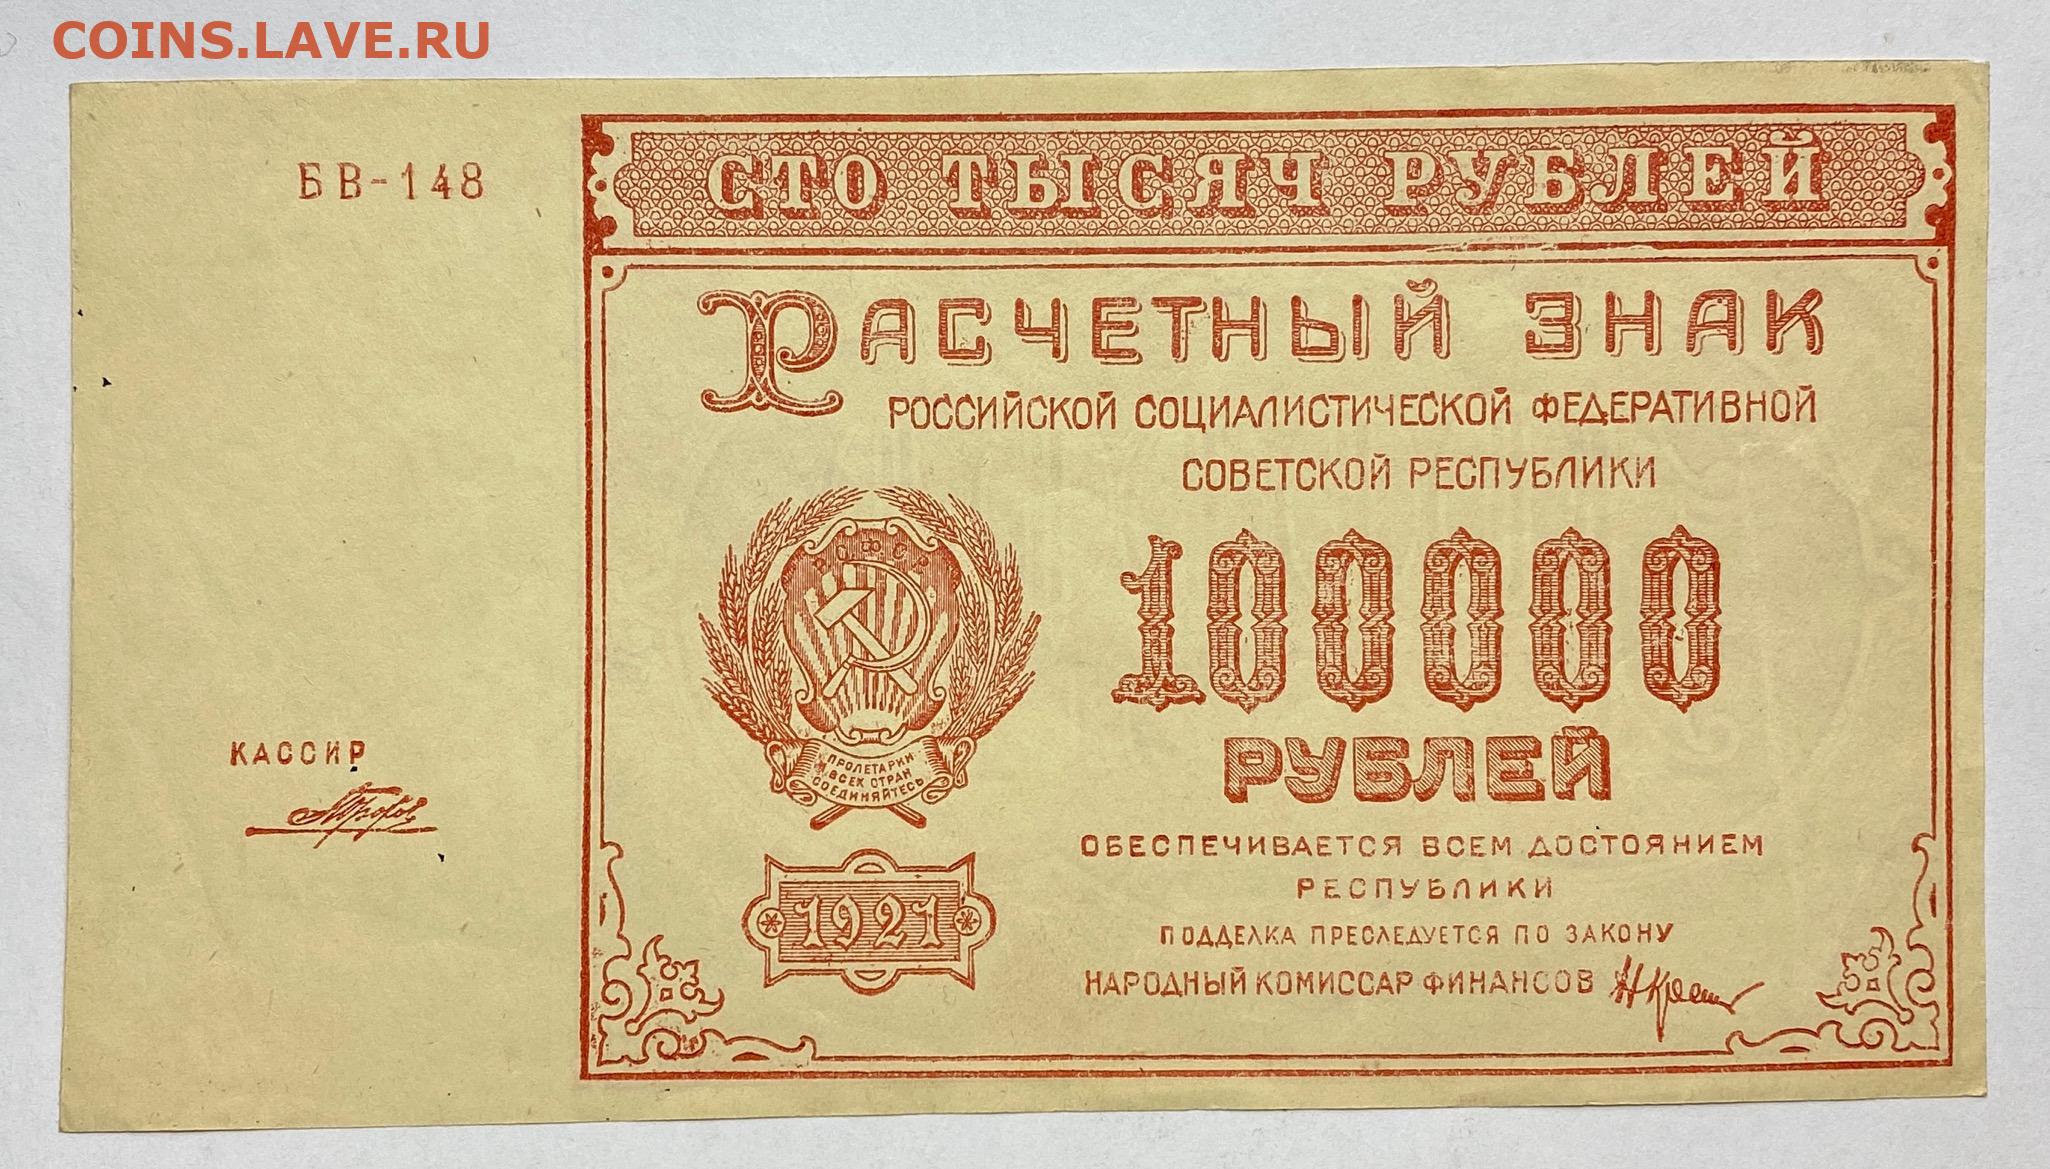 COINS.LAVE.RU
БВ-148
СТО ТЫСЯЧ РУБЛЕЙ
РАСЧЕТНЫЙ ЗНАК
РОССИЙСКОЙ СОЦИАЛИСТИЧЕСКОЙ ФЕДЕРАТИВНОЙ
СОВЕТСКОЙ РЕСПУБЛИКИ
Р.С.Ф.С.Р.
100000
РУБЛЕЙ
ПРОЛЕТАРИИ
ВСЕХ СТРАН
СОЕДИНЯЙТЕСЬ
1921
КАССИР
ОБЕСПЕЧИВАЕТСЯ ВСЕМ ДОСТОЯНИЕМ
РЕСПУБЛИКИ
ПОДДЕЛКА ПРЕСЛЕДУЕТСЯ ПО ЗАКОНУ
НАРОДНЫЙ КОМИССАР ФИНАНСОВ